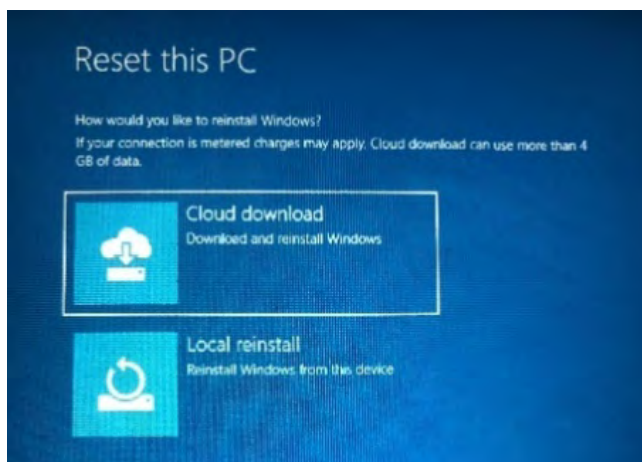 Reset this PC
How would you like to reinstall Windows?
If your connection is metered charges may apply. Cloud download can use more than 4
GB of data.
Cloud download
Download and reinstall Windows
Local reinstall
Reinstall Windows from this device